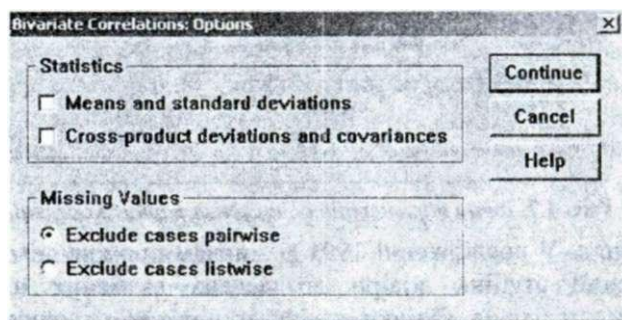 Bivariate Correlations: Options
Statistics
Means and standard deviations
Cross-product deviations and covariances
Continue
Cancel
Help
Missing Values
Exclude cases pairwise
Exclude cases listwise